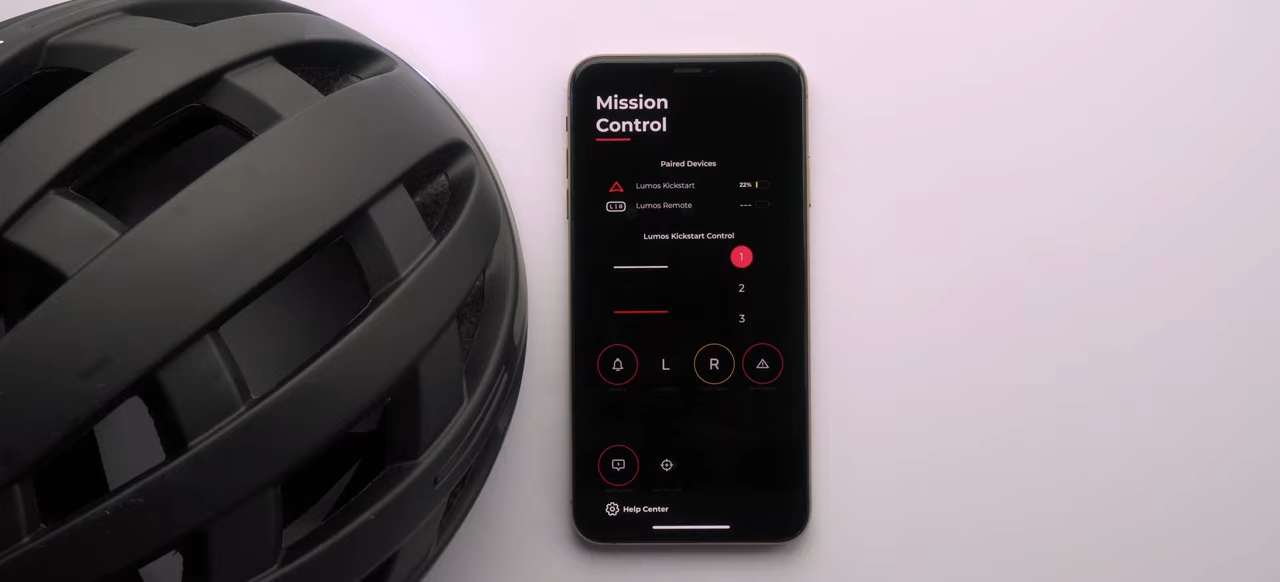 Mission
Control
Paired Devices
Lumos Kickstart 22%
L R Lumos Remote ---
Lumos Kickstart Control
1
2
3
L R
Help Center